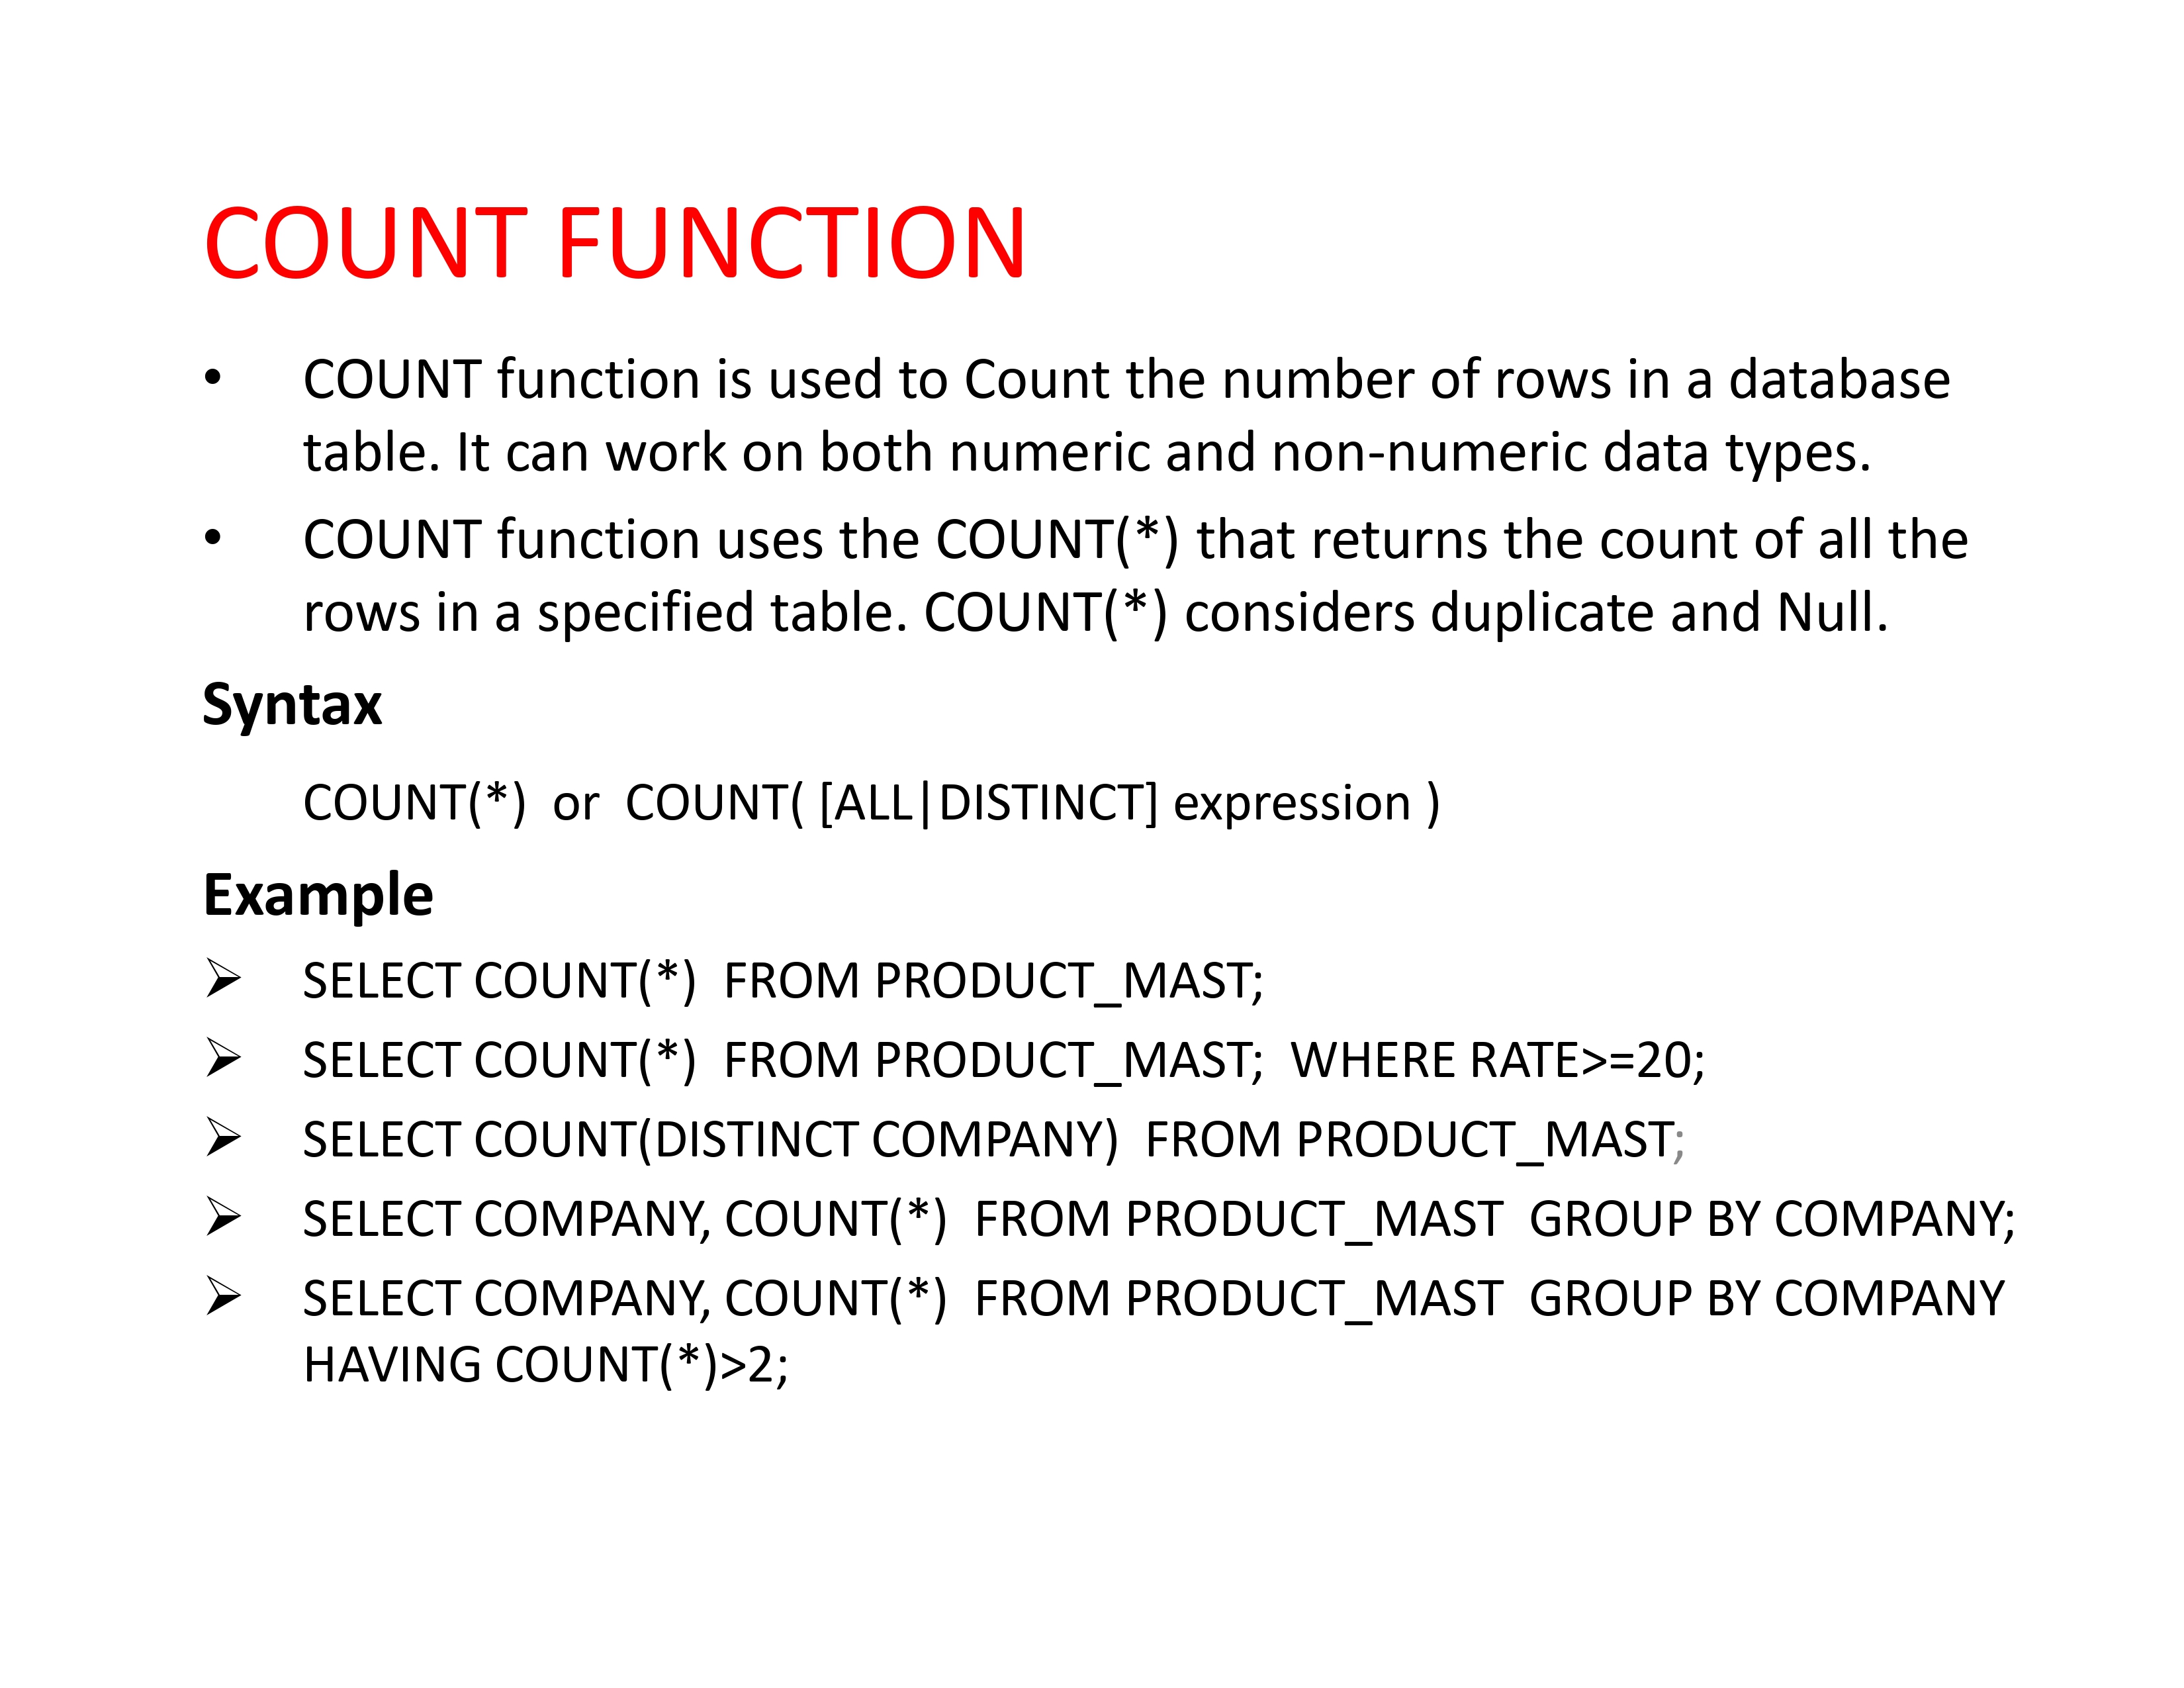 COUNT FUNCTION
• COUNT function is used to Count the number of rows in a database
table. It can work on both numeric and non-numeric data types.
• COUNT function uses the COUNT(*) that returns the count of all the
rows in a specified table. COUNT(*) considers duplicate and Null.
Syntax
COUNT(*) or COUNT( [ALL|DISTINCT] expression )
Example
➢ SELECT COUNT(*) FROM PRODUCT_MAST;
➢ SELECT COUNT(*) FROM PRODUCT_MAST; WHERE RATE>=20;
➢ SELECT COUNT(DISTINCT COMPANY) FROM PRODUCT_MAST;
➢ SELECT COMPANY, COUNT(*) FROM PRODUCT_MAST GROUP BY COMPANY;
➢ SELECT COMPANY, COUNT(*) FROM PRODUCT_MAST GROUP BY COMPANY
HAVING COUNT(*)>2;